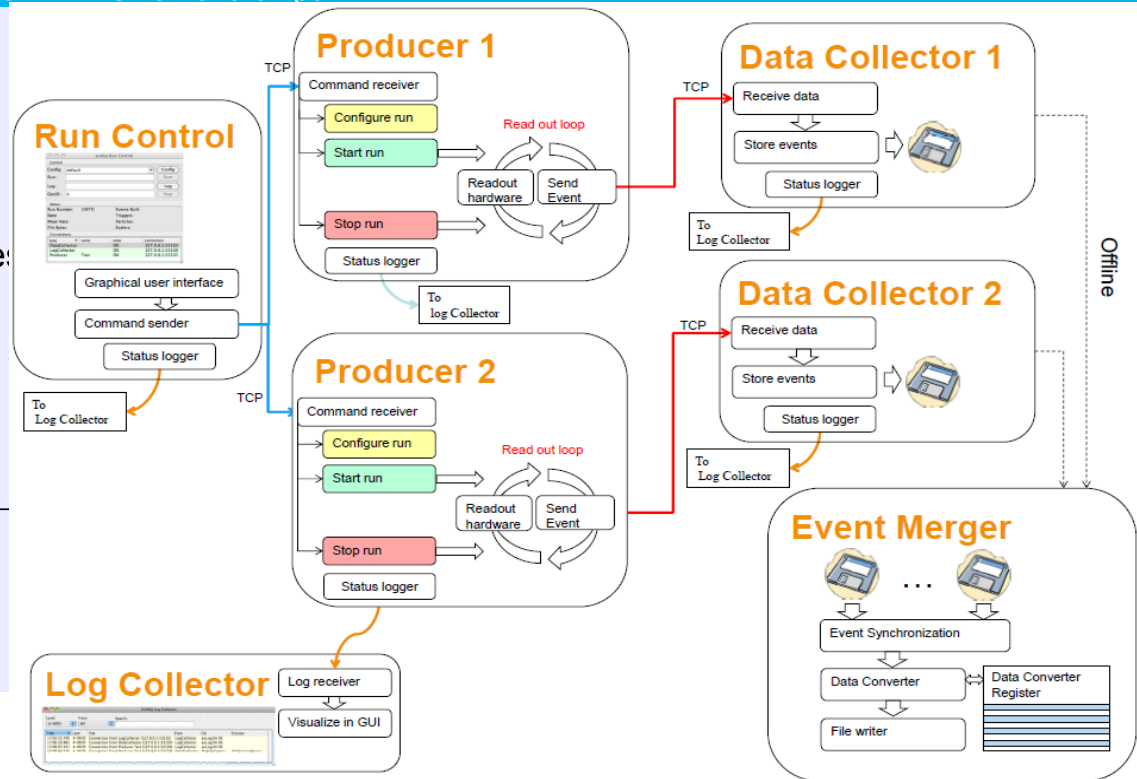 Run Control
Graphical user interface
Command sender
Status logger
To
Log Collector
TCP
TCP
Producer 1
Command receiver
Configure run
Start run
Stop run
Status logger
Read out loop
Readout
hardware
Send
Event
To
log Collector
Producer 2
Command receiver
Configure run
Start run
Stop run
Status logger
Read out loop
Readout
hardware
Send
Event
TCP
Data Collector 1
Receive data
Store events
Status logger
To
Log Collector
TCP
Data Collector 2
Receive data
Store events
Status logger
To
Log Collector
Offline
Event Merger
...
Event Synchronization
Data Converter
Data Converter
Register
File writer
Log Collector
Log receiver
Visualize in GUI